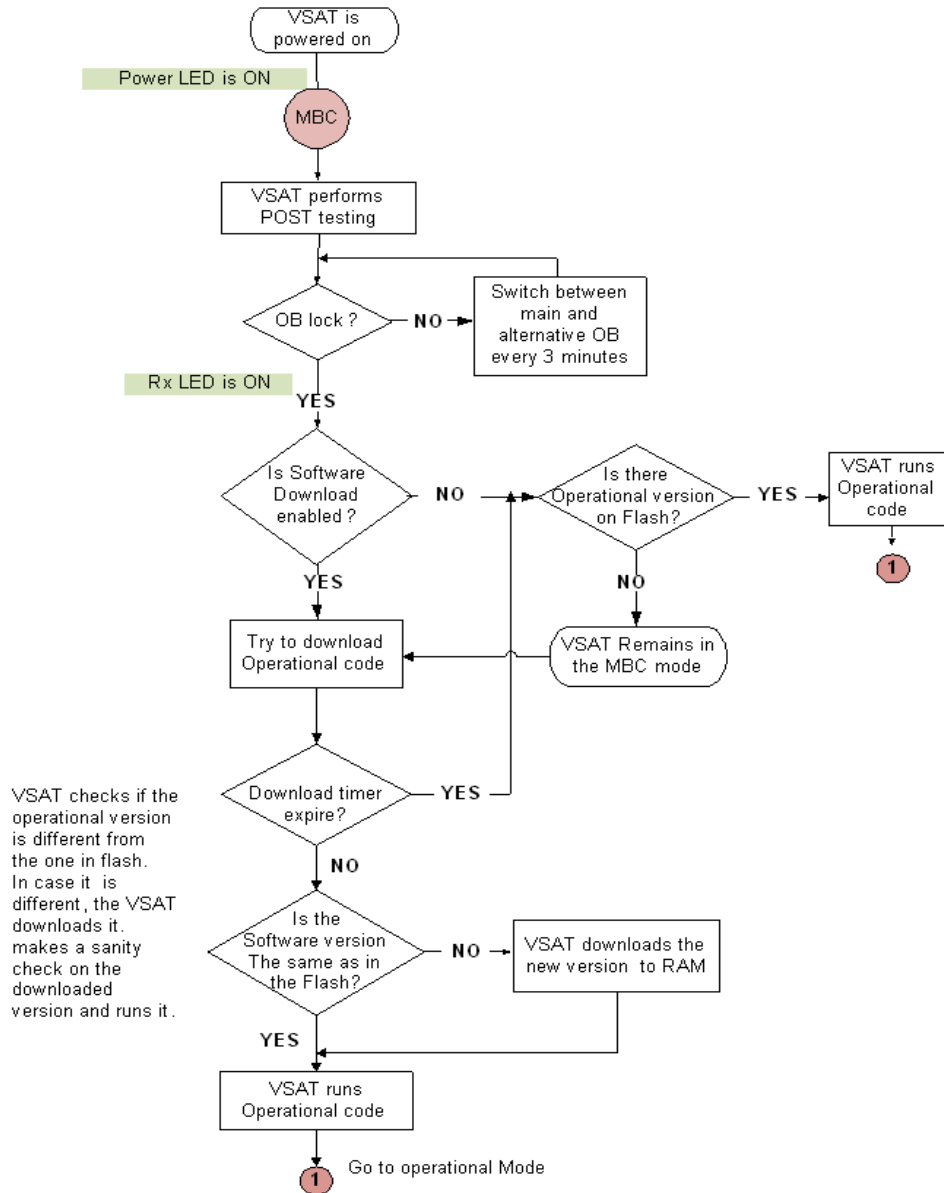 VSAT is
powered on
Power LED is ON
MBC
VSAT performs
POST testing
OB lock ?
NO
Switch between
main and
alternative OB
every 3 minutes
Rx LED is ON
YES
Is Software
Download
enabled ?
NO
Is there
Operational version
on Flash?
YES
VSAT runs
Operational
code
1
YES
NO
Try to download
Operational code
VSAT Remains in
the MBC mode
Download timer
expire?
YES
NO
VSAT checks if the
operational version
is different from
the one in flash.
In case it is
different, the VSAT
downloads it.
makes a sanity
check on the
downloaded
version and runs it.
Is the
Software version
The same as in
the Flash?
NO
VSAT downloads the
new version to RAM
YES
VSAT runs
Operational code
1
Go to operational Mode